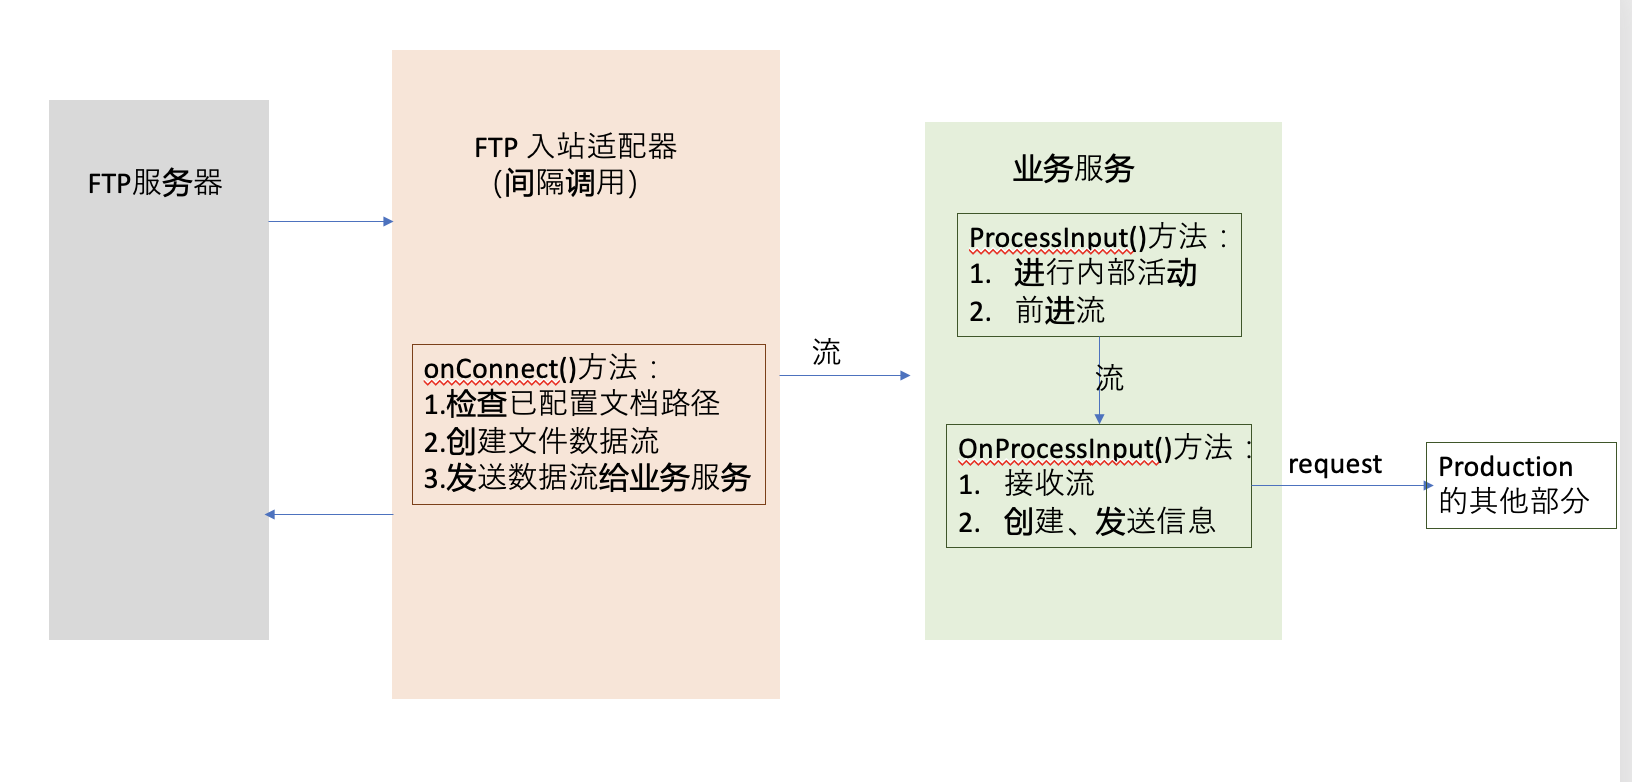 FTP服务器
FTP 入站适配器
（间隔调用）
onConnect()方法：
1.检查已配置文档路径
2.创建文件数据流
3.发送数据流给业务服务
流
业务服务
ProcessInput()方法：
1. 进行内部活动
2. 前进流
流
OnProcessInput()方法：
1. 接收流
2. 创建、发送信息
request
Production
的其他部分